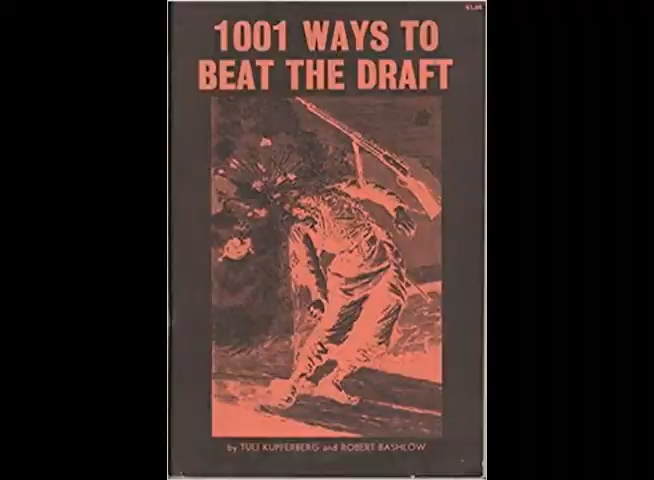 1001 WAYS TO
BEAT THE DRAFT
by TULI KUPFERBERG and ROBERT BASHLOW